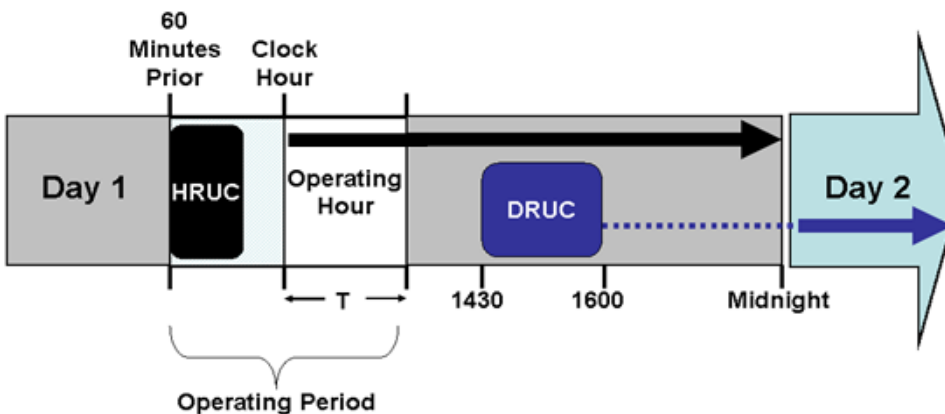 60
Minutes
Prior
Clock
Hour
Day 1
HRUC
Operating
Hour
DRUC
Day 2
T
1430
1600
Midnight
Operating Period